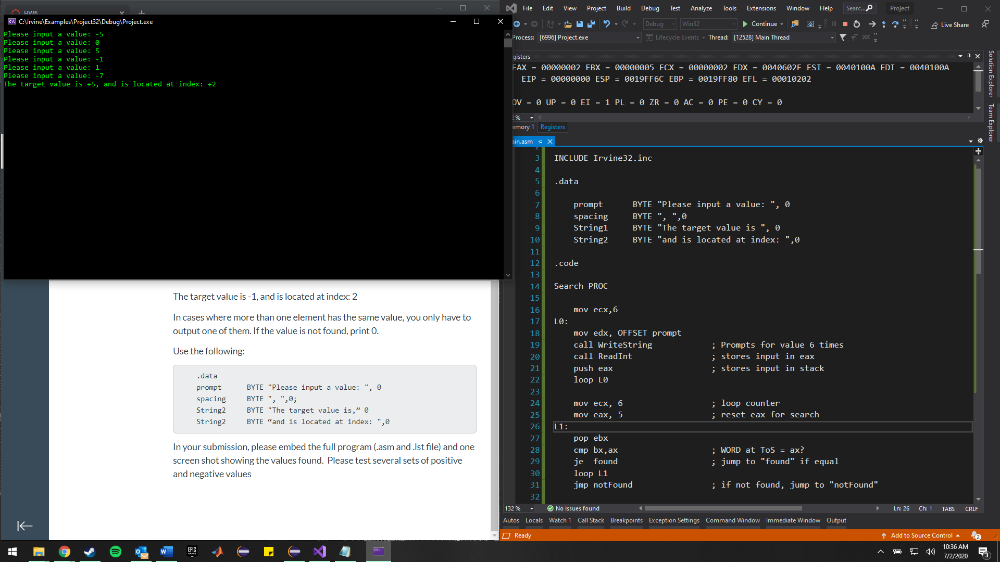 HW6
C:\Irvine\Examples\Project32\Debug\Project.exe
Please input a value: -5
Please input a value: 0
Please input a value: 5
Please input a value: -1
Please input a value: 1
Please input a value: -7
The target value is +5, and is located at index: +2
The target value is -1, and is located at index: 2
In cases where more than one element has the same value, you only have to
output one of them. If the value is not found, print 0.
Use the following:
.data
prompt BYTE "Please input a value: ", 0
spacing BYTE ", ",0;
String2 BYTE "The target value is,” 0
String2 BYTE “and is located at index: ",0
In your submission, please embed the full program (.asm and .lst file) and one
screen shot showing the values found. Please test several sets of positive
and negative values
File Edit View Project Build Debug Test Analyze Tools Extensions Window Help Searc... Project
Debug Win32 Continue Live Share
Process: [6996] Project.exe Lifecycle Events Thread: [12528] Main Thread
gisters
EAX = 00000002 EBX = 00000005 ECX = 00000002 EDX = 0040602F ESI = 0040100A EDI = 0040100A
EIP = 00000000 ESP = 0019FF6C EBP = 0019FF80 EFL = 00010202
OV = 0 UP = 0 EI = 1 PL = 0 ZR = 0 AC = 0 PE = 0 CY = 0
%
emory 1 Registers
ain.asm
2
3 INCLUDE Irvine32.inc
4
5 .data
6
7 prompt BYTE "Please input a value: ", 0
8 spacing BYTE ", ",0
9 String1 BYTE "The target value is ", 0
10 String2 BYTE "and is located at index: ",0
11
12 .code
13
14 Search PROC
15
16 mov ecx,6
17 L0:
18 mov edx, OFFSET prompt
19 call WriteString ; Prompts for value 6 times
20 call ReadInt ; stores input in eax
21 push eax ; stores input in stack
22 loop L0
23
24 mov ecx, 6 ; loop counter
25 mov eax, 5 ; reset eax for search
26 L1:
27 pop ebx
28 cmp bx,ax ; WORD at ToS = ax?
29 je found ; jump to "found" if equal
30 loop L1
31 jmp notFound ; if not found, jump to "notFound"
32
132 % No issues found Ln: 26 Ch: 1 TABS CRLF
Autos Locals Watch 1 Call Stack Breakpoints Exception Settings Command Window Immediate Window Output
Ready Add to Source Control 2
Solution Explorer
Team Explorer
EPIC GAMES
10:36 AM
7/2/2020
3